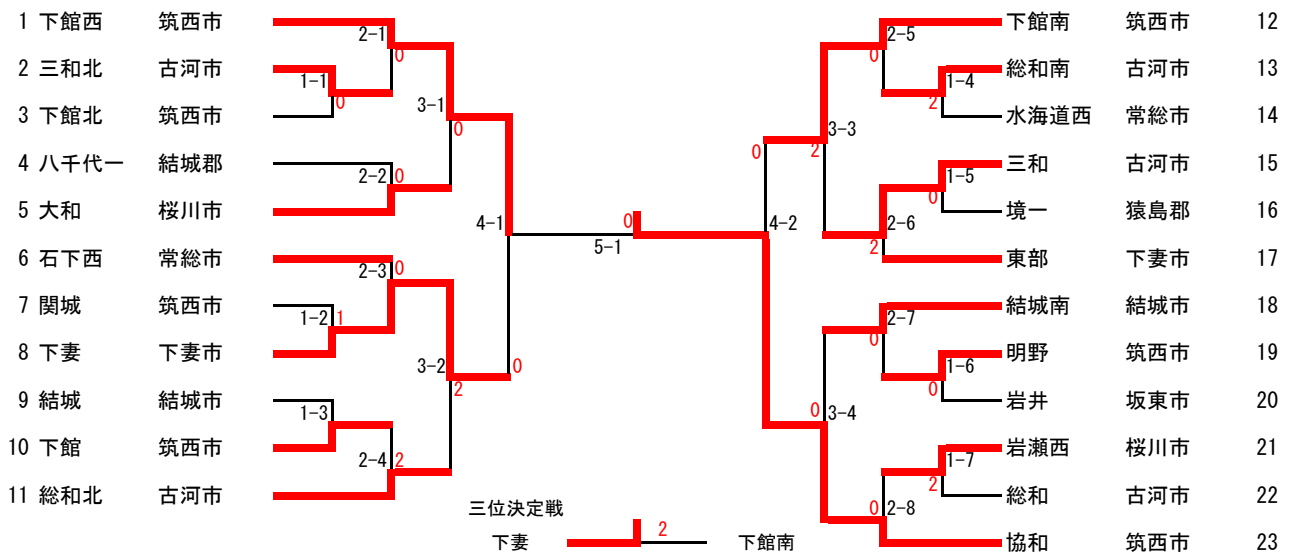 1 下館西 筑西市
2 三和北 古河市
3 下館北 筑西市
4 八千代一 結城郡
5 大和 桜川市
6 石下西 常総市
7 関城 筑西市
8 下妻 下妻市
9 結城 結城市
10 下館 筑西市
11 総和北 古河市
2-1
0
1-1
0
3-1
0
2-2
0
4-1
2-3
0
1-2
1
3-2
2
0
1-3
2-4
2
5-1
0
三位決定戦
下妻 2 下館南
0
4-2
3-3
2
0
3-4
2-5
0
1-4
2
1-5
0
2-6
2
2-7
0
1-6
0
1-7
2
0
2-8
下館南 筑西市 12
総和南 古河市 13
水海道西 常総市 14
三和 古河市 15
境一 猿島郡 16
東部 下妻市 17
結城南 結城市 18
明野 筑西市 19
岩井 坂東市 20
岩瀬西 桜川市 21
総和 古河市 22
協和 筑西市 23